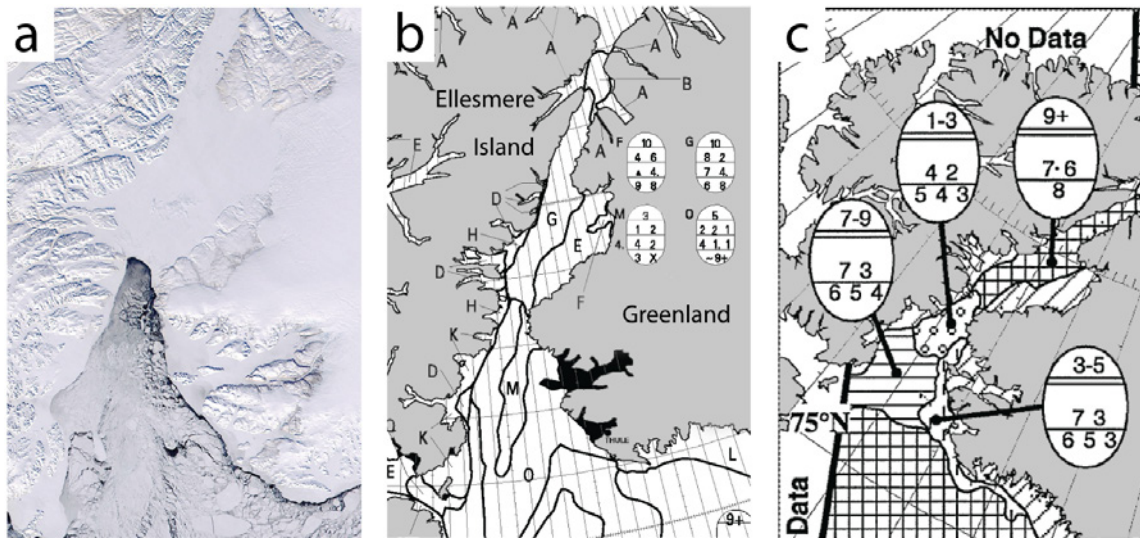 a
b
c
A
A
A
A
B
A
A
Ellesmere
Island
E
F
10
4 6
▲ 4.
9 8
G
10
8 2
7 4.
6 8
D
G
M
3
1 2
4. 4 2
3 X
O
5
2 2 1
4 1. 1
~9+
H
E
D
F
H
Greenland
K
D
M
K
THULE
E
O
L
9+
No Data
1-3
4 2
5 4 3
9+
7· 6
8
7-9
7 3
6 5 4
3-5
7 3
6 5 3
75°N
Data